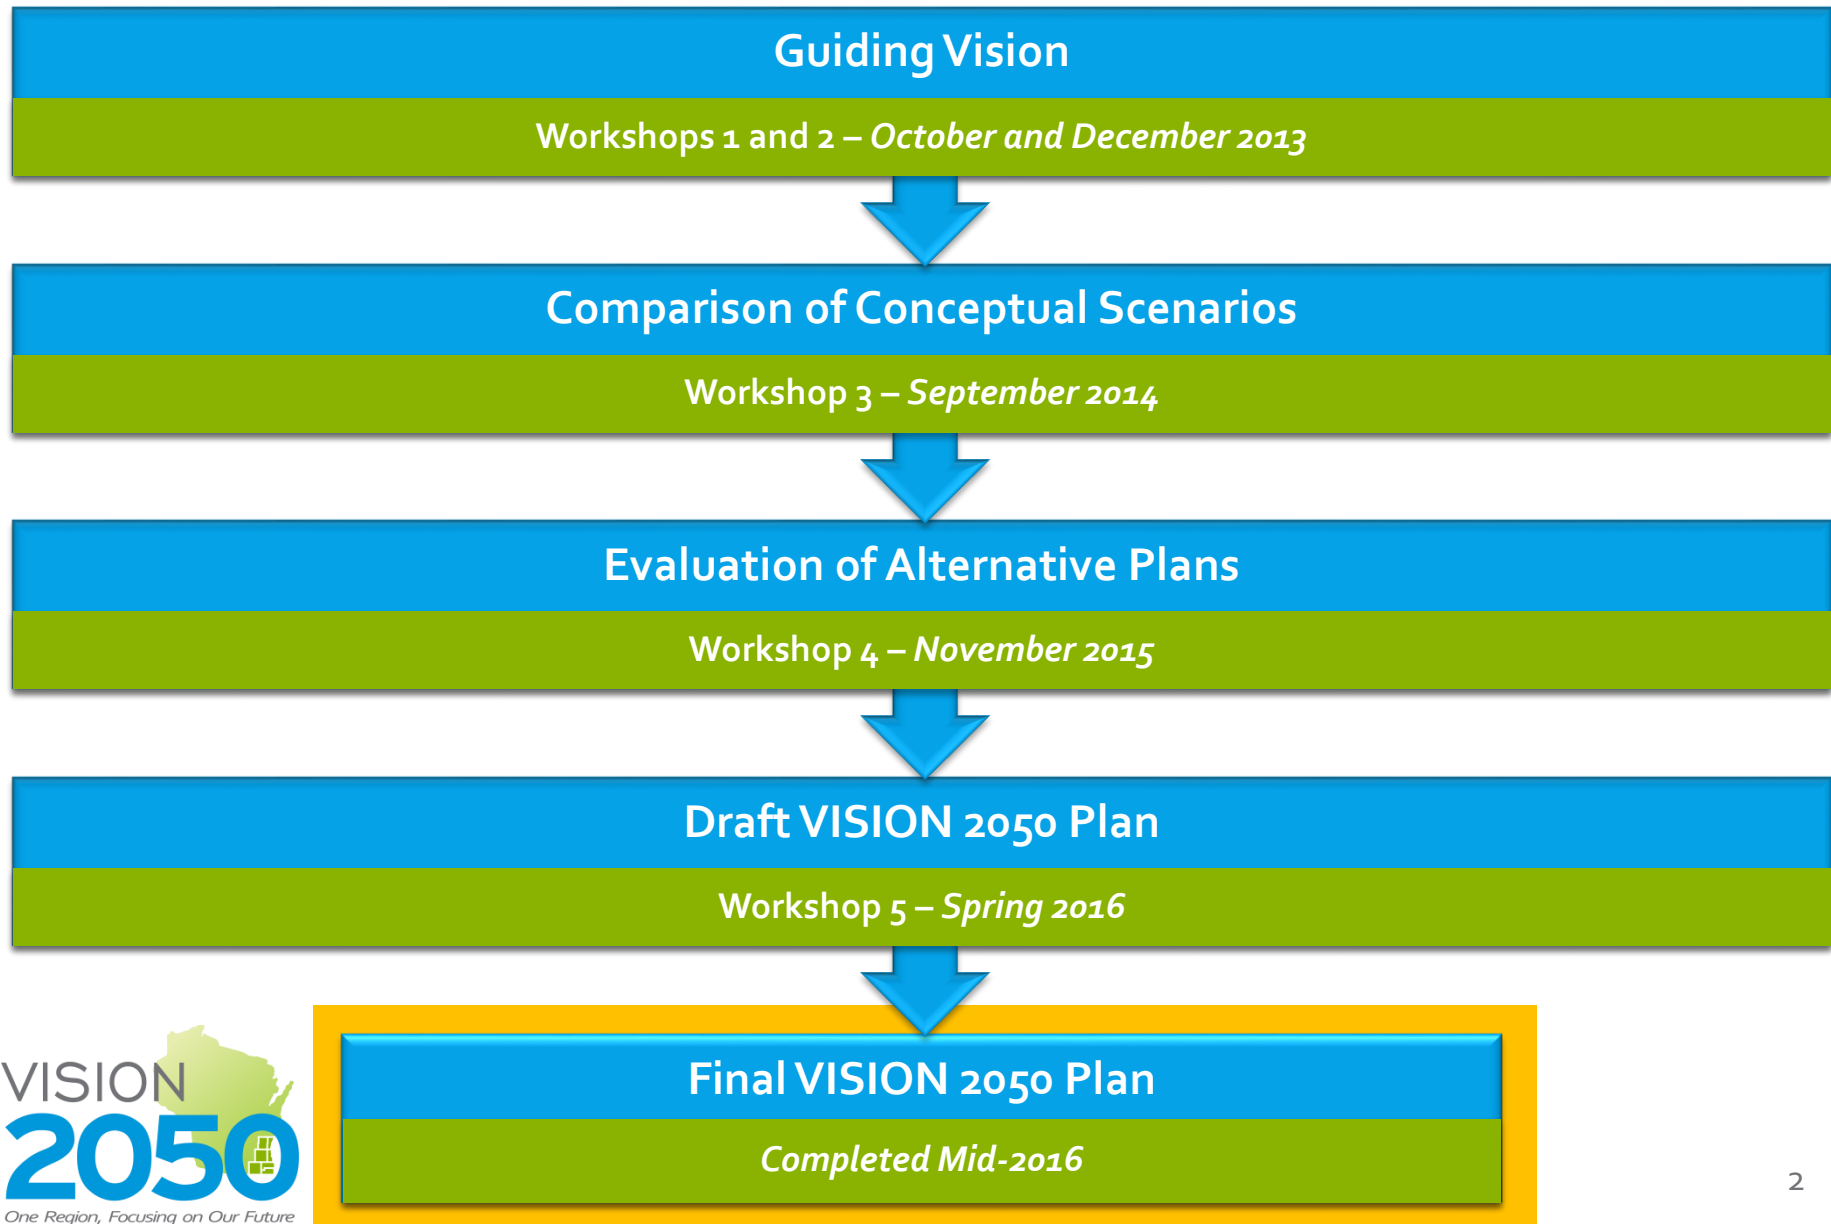 Guiding Vision
Workshops 1 and 2 – October and December 2013
Comparison of Conceptual Scenarios
Workshop 3 – September 2014
Evaluation of Alternative Plans
Workshop 4 – November 2015
Draft VISION 2050 Plan
Workshop 5 – Spring 2016
Final VISION 2050 Plan
Completed Mid-2016
VISION
2050
One Region, Focusing on Our Future
2